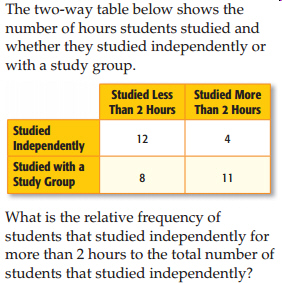 The two-way table below shows the
number of hours students studied and
whether they studied independently or
with a study group.
Studied Less Studied More
Than 2 Hours Than 2 Hours
Studied
Independently 12 4
Studied with a
Study Group 8 11
What is the relative frequency of
students that studied independently for
more than 2 hours to the total number of
students that studied independently?